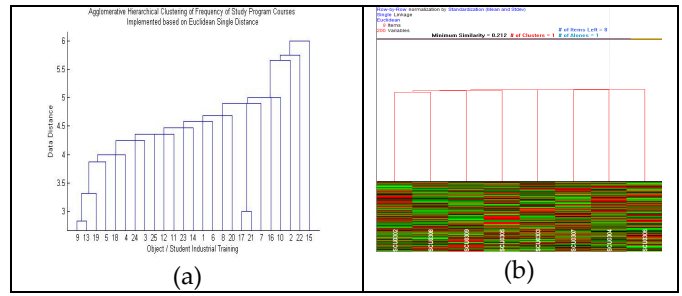 Agglomerative Hierarchical Clustering of Frequency of Study Program Courses
Implemented based on Euclidean Single Distance
6
5.5
5
4.5
4
3.5
3
Data Distance
9 13 19 5 18 4 24 3 25 12 11 23 14 1 6 8 20 17 21 7 16 10 2 22 15
Object / Student Industrial Training
(a)
Row-by-Row normalization by Standardization (Mean and Stdev)
Single Linkage
Euclidean
8 Items
200 Variables
# of Items Left = 8
Minimum Similarity = 0.212 # of Clusters = 1 # of Alones = 1
(b)